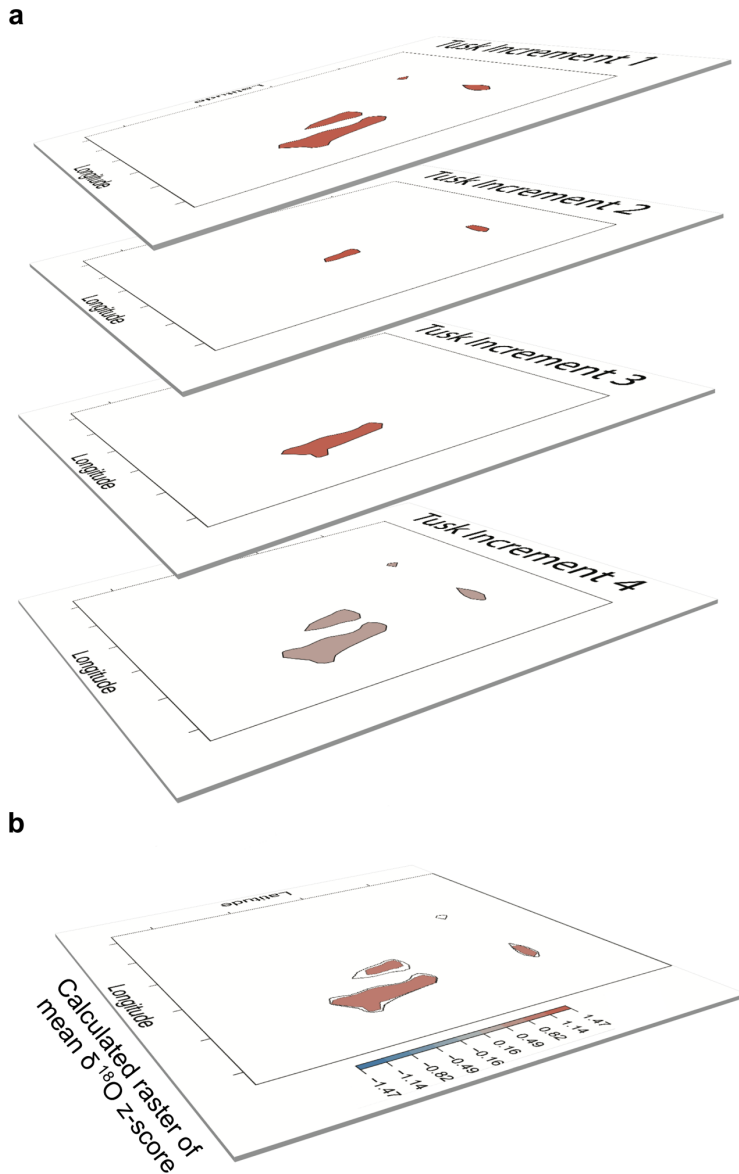 a
Tusk Increment 1
Latitude
Longitude
Tusk Increment 2
Longitude
Tusk Increment 3
Longitude
Tusk Increment 4
Longitude
b
Latitude
Longitude
Calculated raster of
mean δ18O z-score
−1.47
−1.14
−0.82
−0.49
−0.16
0.16
0.49
0.82
1.14
1.47